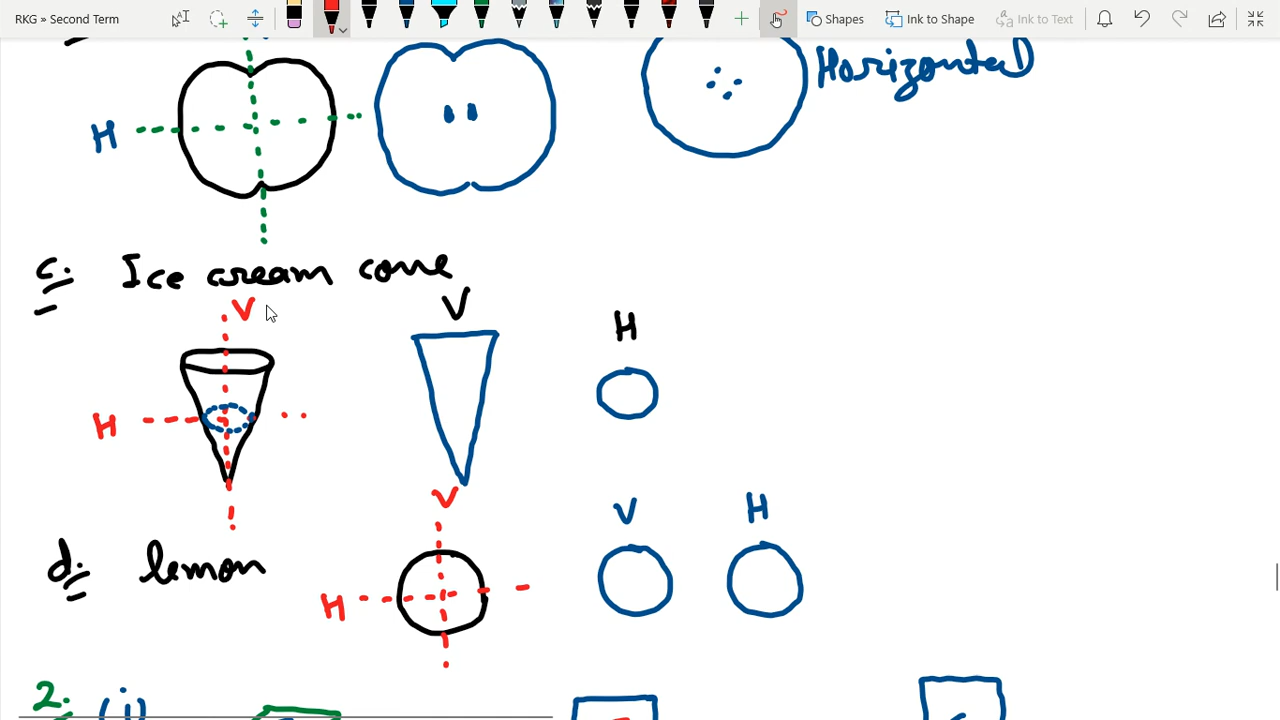 RKG » Second Term
Shapes
Ink to Shape
Ink to Text
Horizontal
H
c. Ice cream cone
V
V
H
H
V
V
H
d. lemon
H
2. (i)